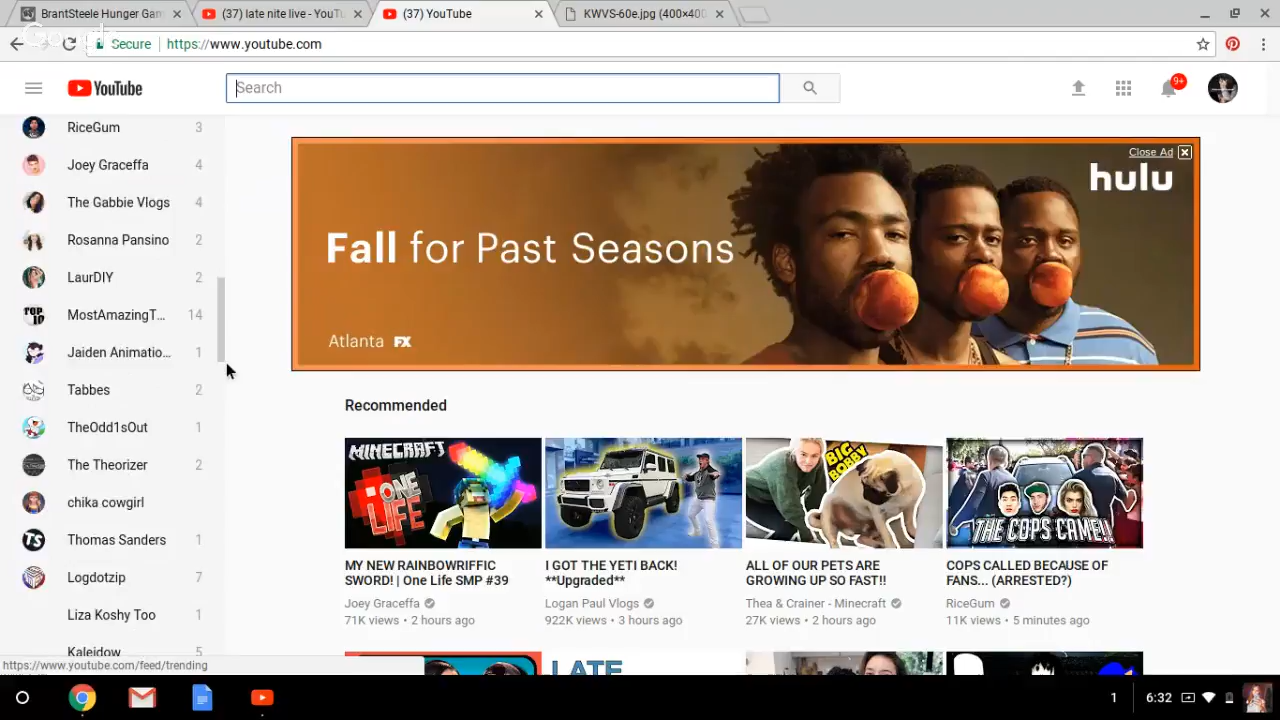 BrantSteele Hunger Gam
(37) late nite live - YouTu
(37) YouTube
KWVS-60e.jpg (400×400
Secure
https://www.youtube.com
YouTube
Search
9+
RiceGum 3
Joey Graceffa 4
The Gabbie Vlogs 4
Rosanna Pansino 2
LaurDIY 2
TOP 10
MostAmazingT... 14
Jaiden Animatio... 1
Tabbes 2
TheOdd1sOut 1
The Theorizer 2
chika cowgirl
TS
Thomas Sanders 1
Logdotzip 7
Liza Koshy Too 1
Kaleidow 5
https://www.youtube.com/feed/trending
Close Ad
hulu
Fall for Past Seasons
Atlanta FX
Recommended
MINECRAFT
ONE
LIFE
MY NEW RAINBOWRIFFIC
SWORD! | One Life SMP #39
Joey Graceffa
71K views • 2 hours ago
I GOT THE YETI BACK!
**Upgraded**
Logan Paul Vlogs
922K views • 3 hours ago
BIG
BOBBY
ALL OF OUR PETS ARE
GROWING UP SO FAST!!
Thea & Crainer - Minecraft
27K views • 2 hours ago
THE COPS CAME!!
COPS CALLED BECAUSE OF
FANS... (ARRESTED?)
RiceGum
11K views • 5 minutes ago
LATE
1
6:32